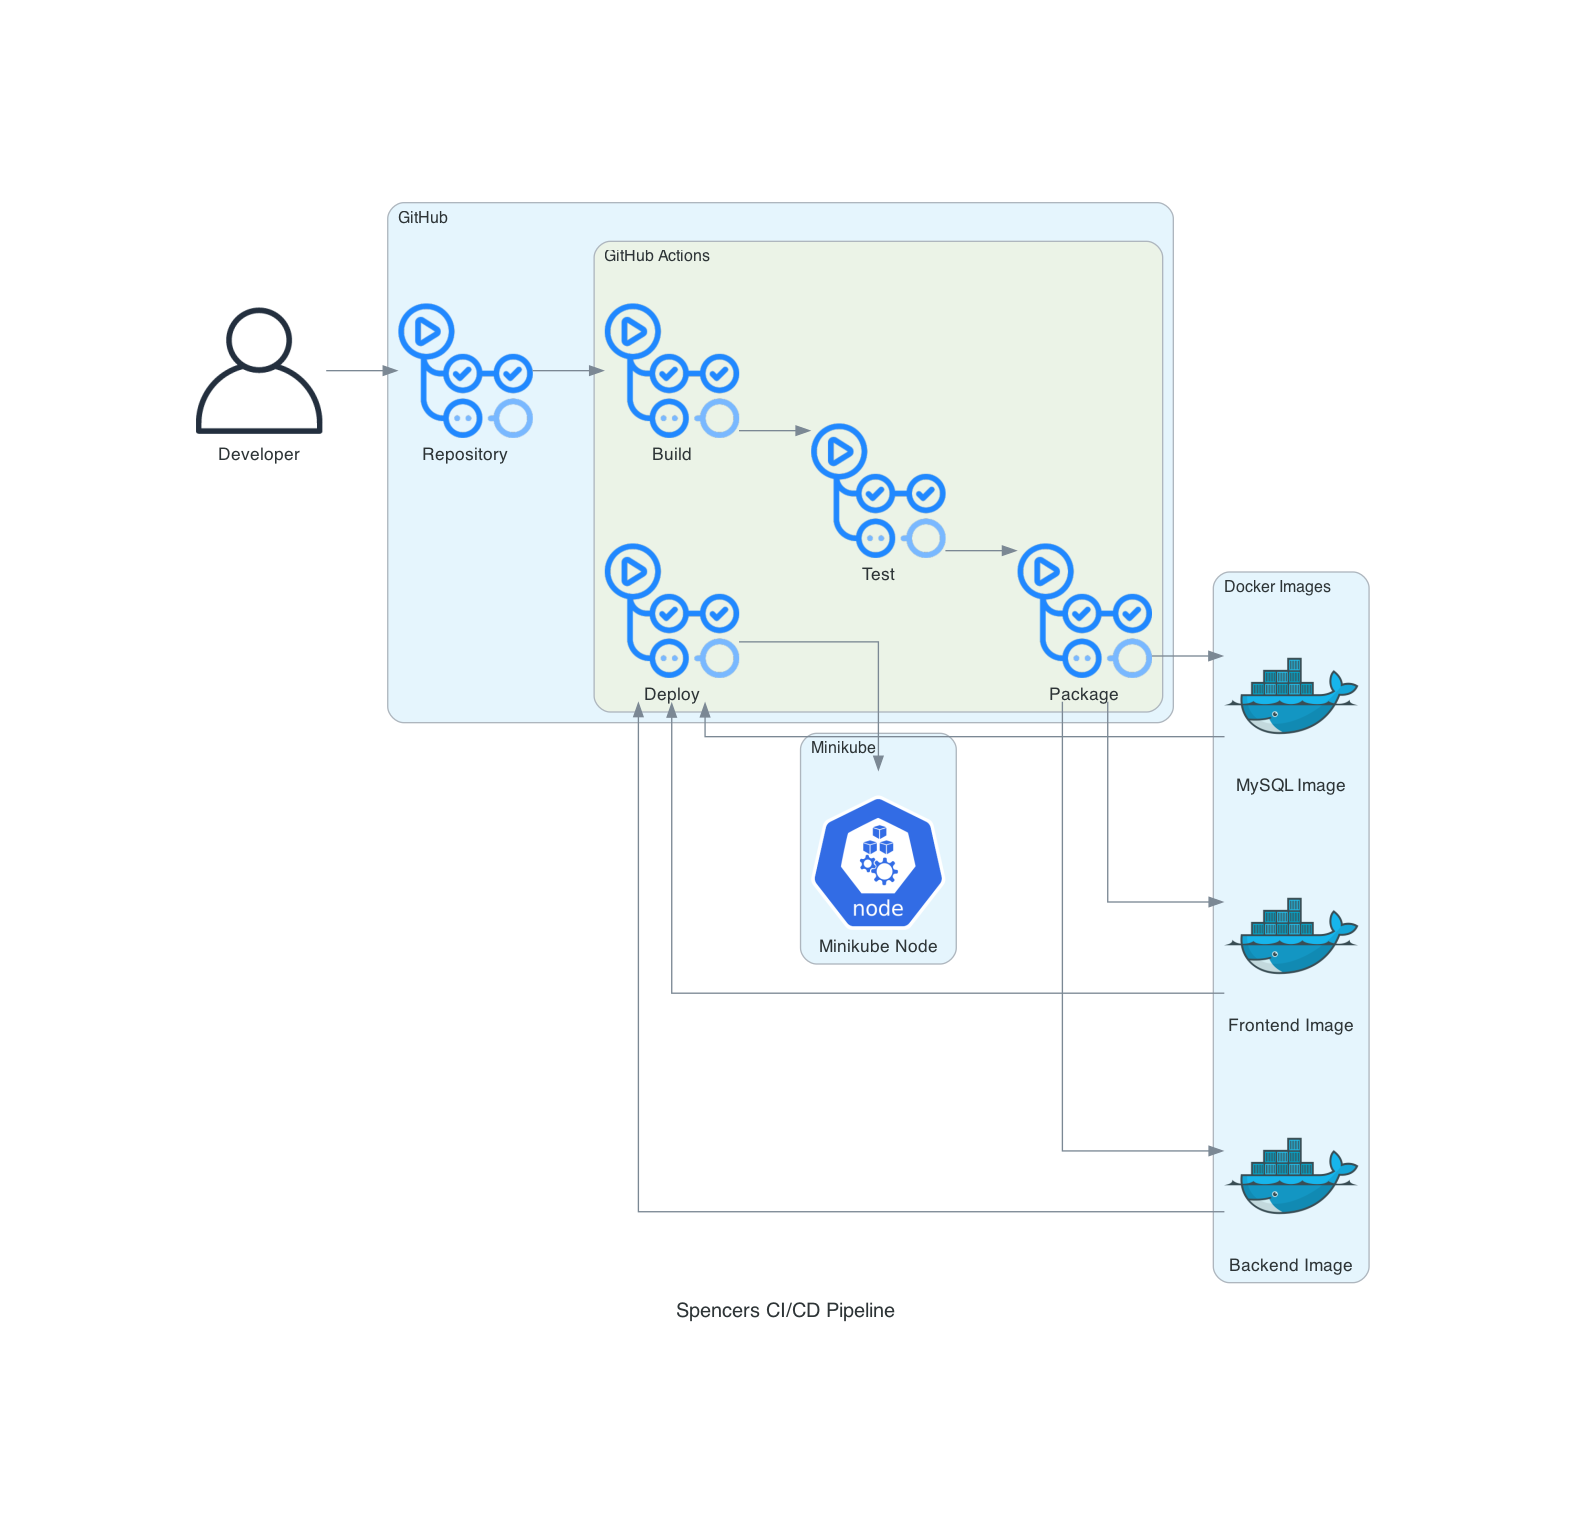 GitHub
GitHub Actions
Developer
Repository
Build
Test
Deploy
Package
Docker Images
MySQL Image
Minikube
node
Minikube Node
Frontend Image
Backend Image
Spencers CI/CD Pipeline